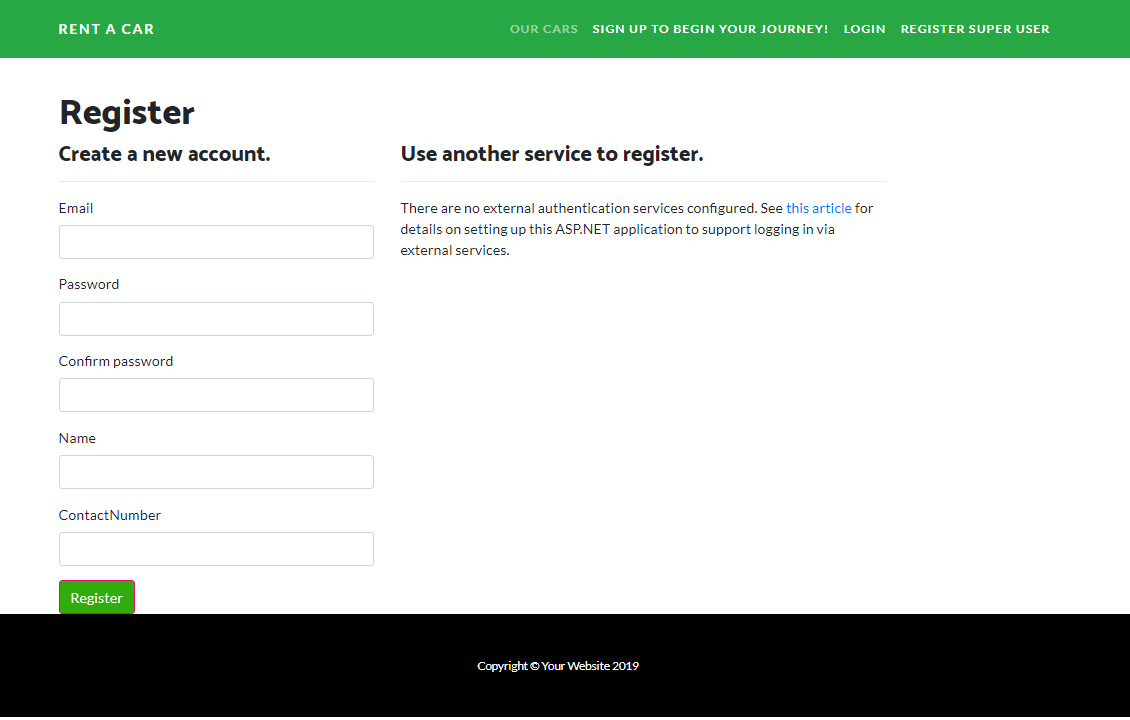 RENT A CAR
OUR CARS SIGN UP TO BEGIN YOUR JOURNEY! LOGIN REGISTER SUPER USER
Register
Create a new account.
Email
Password
Confirm password
Name
ContactNumber
Register
Use another service to register.
There are no external authentication services configured. See this article for
details on setting up this ASP.NET application to support logging in via
external services.
Copyright © Your Website 2019